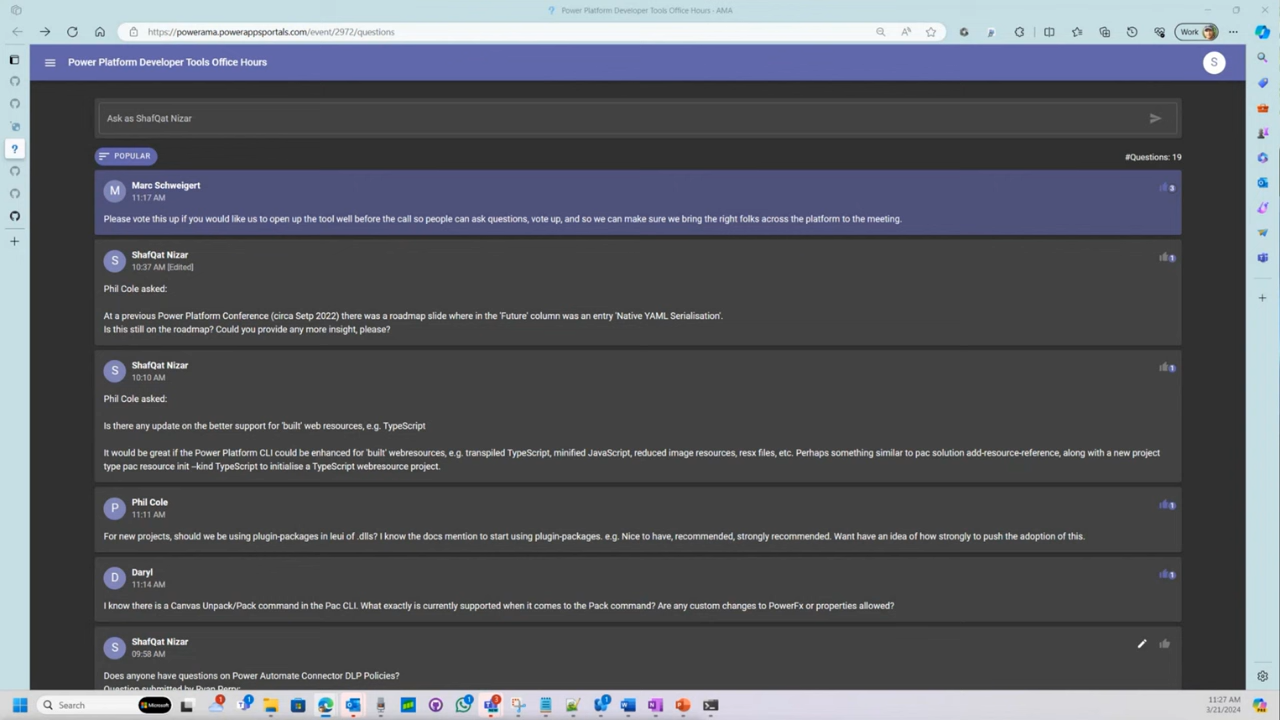 Power Platform Developer Tools Office Hours - AMA
https://powerama.powerappsportals.com/event/2972/questions
Work
Power Platform Developer Tools Office Hours
S
Ask as ShafQat Nizar
POPULAR
#Questions: 19
M
Marc Schweigert
11:17 AM
3
Please vote this up if you would like us to open up the tool well before the call so people can ask questions, vote up, and so we can make sure we bring the right folks across the platform to the meeting.
S
ShafQat Nizar
10:37 AM [Edited]
1
Phil Cole asked:
At a previous Power Platform Conference (circa Setp 2022) there was a roadmap slide where in the 'Future' column was an entry 'Native YAML Serialisation'.
Is this still on the roadmap? Could you provide any more insight, please?
S
ShafQat Nizar
10:10 AM
1
Phil Cole asked:
Is there any update on the better support for 'built' web resources, e.g. TypeScript
It would be great if the Power Platform CLI could be enhanced for 'built' webresources, e.g. transpiled TypeScript, minified JavaScript, reduced image resources, resx files, etc. Perhaps something similar to pac solution add-resource-reference, along with a new project
type pac resource init --kind TypeScript to initialise a TypeScript webresource project.
P
Phil Cole
11:11 AM
1
For new projects, should we be using plugin-packages in leui of .dlls? I know the docs mention to start using plugin-packages. e.g. Nice to have, recommended, strongly recommended. Want have an idea of how strongly to push the adoption of this.
D
Daryl
11:14 AM
1
I know there is a Canvas Unpack/Pack command in the Pac CLI. What exactly is currently supported when it comes to the Pack command? Are any custom changes to PowerFx or properties allowed?
S
ShafQat Nizar
09:58 AM
Does anyone have questions on Power Automate Connector DLP Policies?
Question submitted by Ryan
Search
Microsoft
11:27 AM
3/21/2024